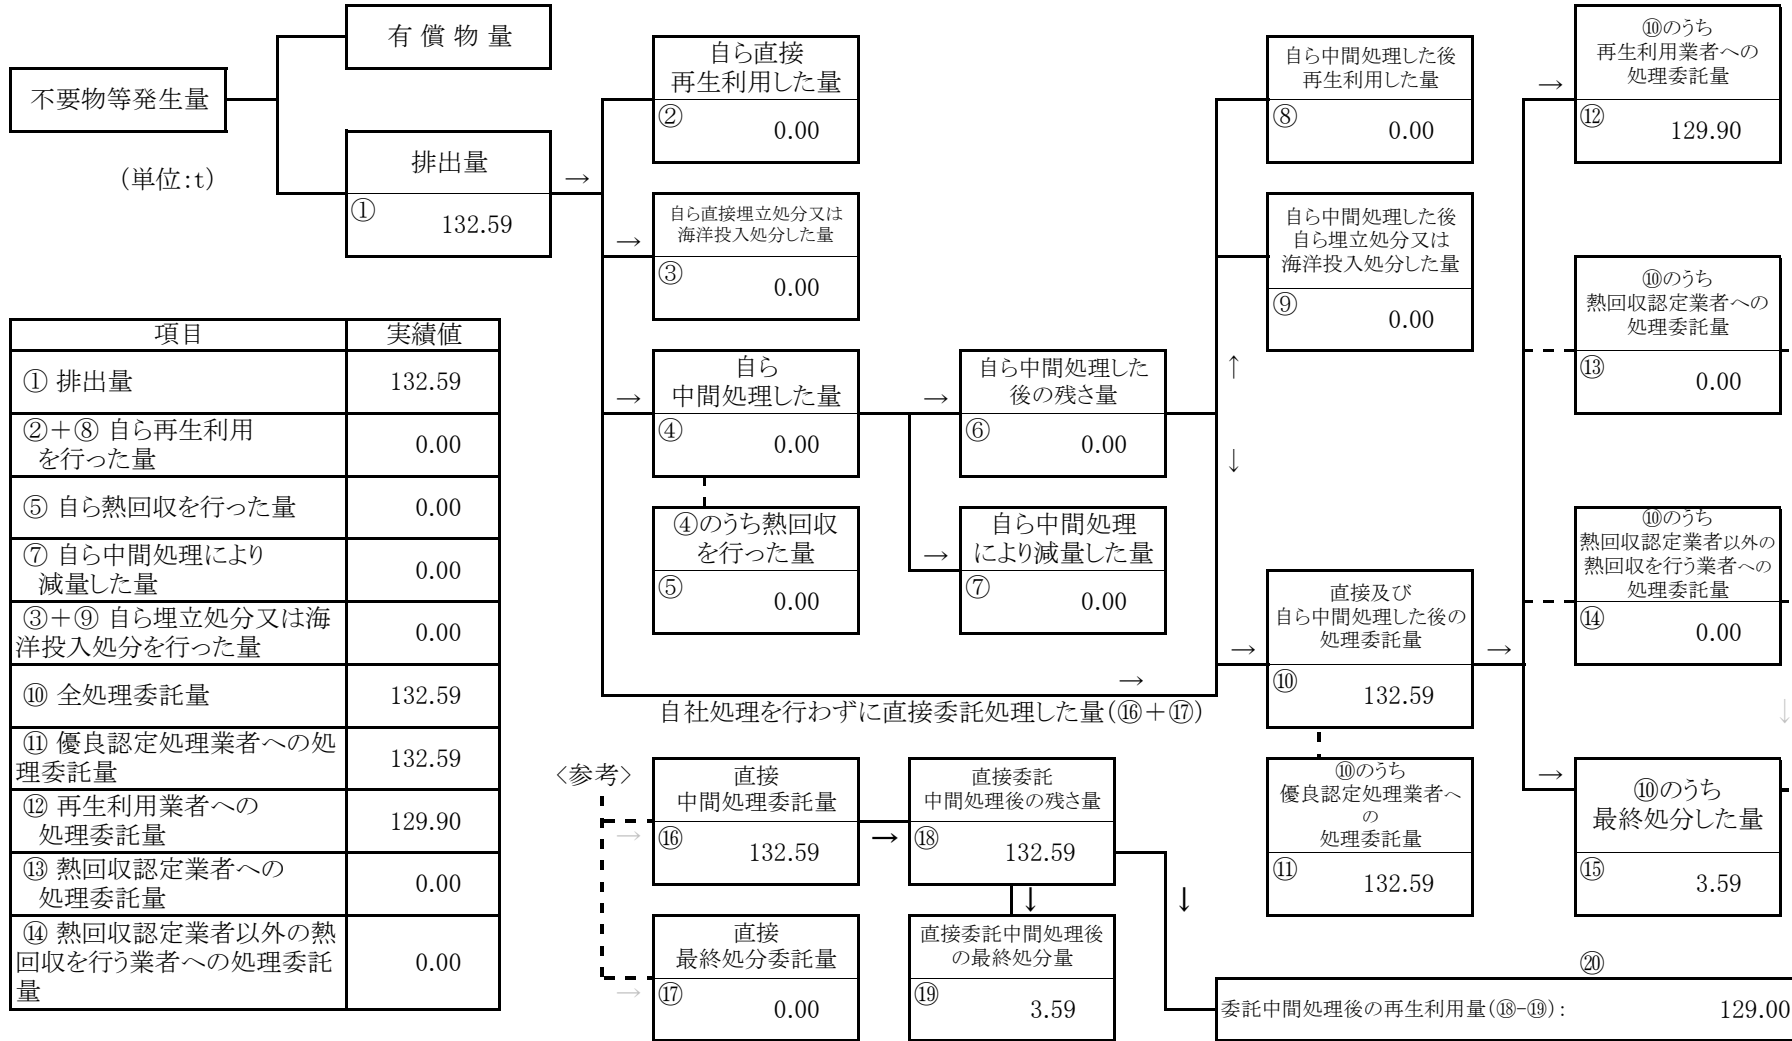 不要物等発生量
(単位:t)
有 償 物 量
排出量
①
132.59
→
自ら直接
再生利用した量
②
0.00
→
自ら直接埋立処分又は
海洋投入処分した量
③
0.00
→
自ら
中間処理した量
④
0.00
④のうち熱回収
を行った量
⑤
0.00
→
自ら中間処理した
後の残さ量
⑥
0.00
→
自ら中間処理
により減量した量
⑦
0.00
↑
↓
自ら中間処理した後
再生利用した量
⑧
0.00
自ら中間処理した後
自ら埋立処分又は
海洋投入処分した量
⑨
0.00
→
自社処理を行わずに直接委託処理した量(⑯+⑰)
→
直接及び
自ら中間処理した後の
処理委託量
⑩
132.59
⑩のうち
優良認定処理業者へ
の
処理委託量
⑪
132.59
→
→
⑩のうち
再生利用業者への
処理委託量
⑫
129.90
⑩のうち
熱回収認定業者への
処理委託量
⑬
0.00
⑩のうち
熱回収認定業者以外の
熱回収を行う業者への
処理委託量
⑭
0.00
↓
→
⑩のうち
最終処分した量
⑮
3.59
項目 実績値
① 排出量 132.59
②+⑧ 自ら再生利用
を行った量 0.00
⑤ 自ら熱回収を行った量 0.00
⑦ 自ら中間処理により
減量した量 0.00
③+⑨ 自ら埋立処分又は海
洋投入処分を行った量 0.00
⑩ 全処理委託量 132.59
⑪ 優良認定処理業者への処
理委託量 132.59
⑫ 再生利用業者への
処理委託量 129.90
⑬ 熱回収認定業者への
処理委託量 0.00
⑭ 熱回収認定業者以外の熱
回収を行う業者への処理委託
量 0.00
〈参考〉
→
直接
中間処理委託量
⑯
132.59
→
直接委託
中間処理後の残さ量
⑱
132.59
↓
↓
→
直接
最終処分委託量
⑰
0.00
直接委託中間処理後
の最終処分量
⑲
3.59
⑳
委託中間処理後の再生利用量(⑱-⑲): 129.00